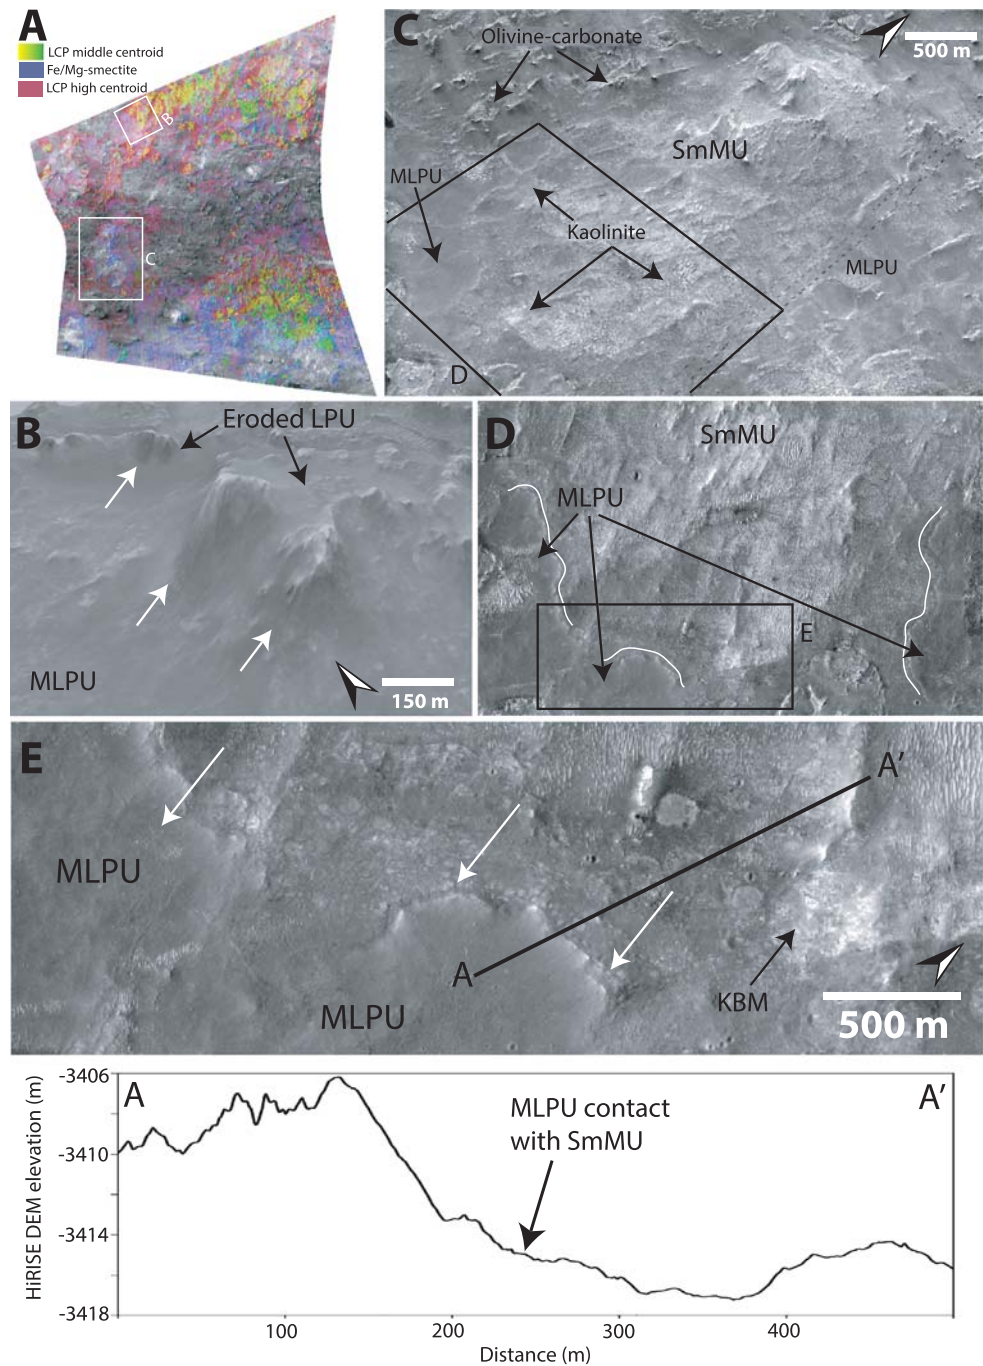 A
LCP middle centroid
Fe/Mg-smectite
LCP high centroid
B
C
C
Olivine-carbonate
500 m
SmMU
MLPU
Kaolinite
MLPU
D
B
Eroded LPU
MLPU
150 m
D
SmMU
MLPU
E
E
A’
MLPU
A
KBM
MLPU
500 m
-3406
A
A’
MLPU contact
with SmMU
-3410
-3414
-3418
HiRISE DEM elevation (m)
100
200
300
400
Distance (m)